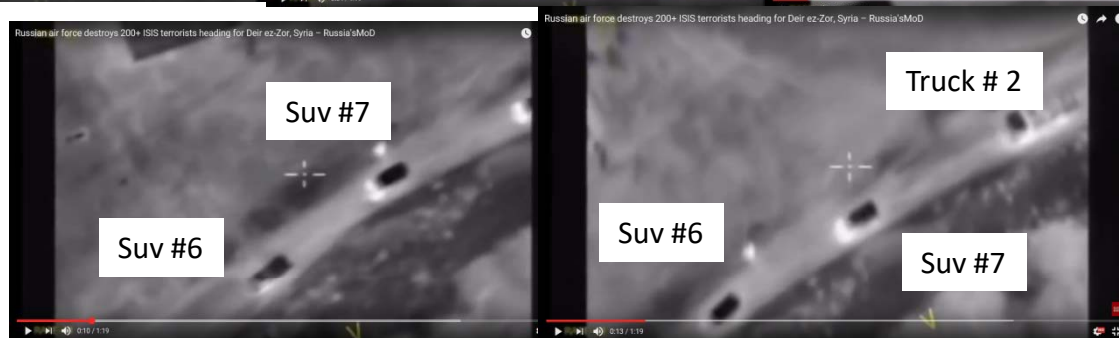 Russian air force destroys 200+ ISIS terrorists heading for Deir ez-Zor, Syria – Russia'sMoD
Suv #7
Suv #6
0:10 / 1:19
Russian air force destroys 200+ ISIS terrorists heading for Deir ez-Zor, Syria – Russia'sMoD
Truck # 2
Suv #6
Suv #7
0:13 / 1:19